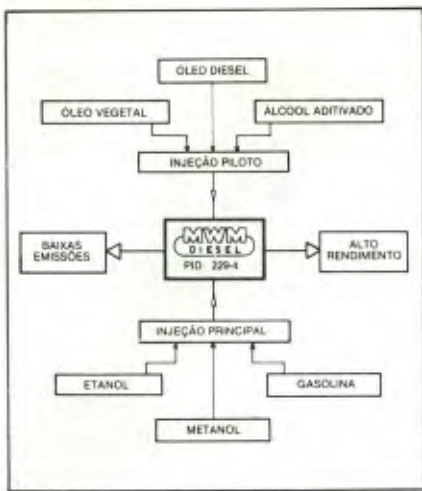 ÓLEO DIESEL
ÓLEO VEGETAL
ÁLCOOL ADITIVADO
INJEÇÃO PILOTO
BAIXAS
EMISSÕES
MWM
DIESEL
PID 229-4
ALTO
RENDIMENTO
INJEÇÃO PRINCIPAL
ETANOL
GASOLINA
METANOL